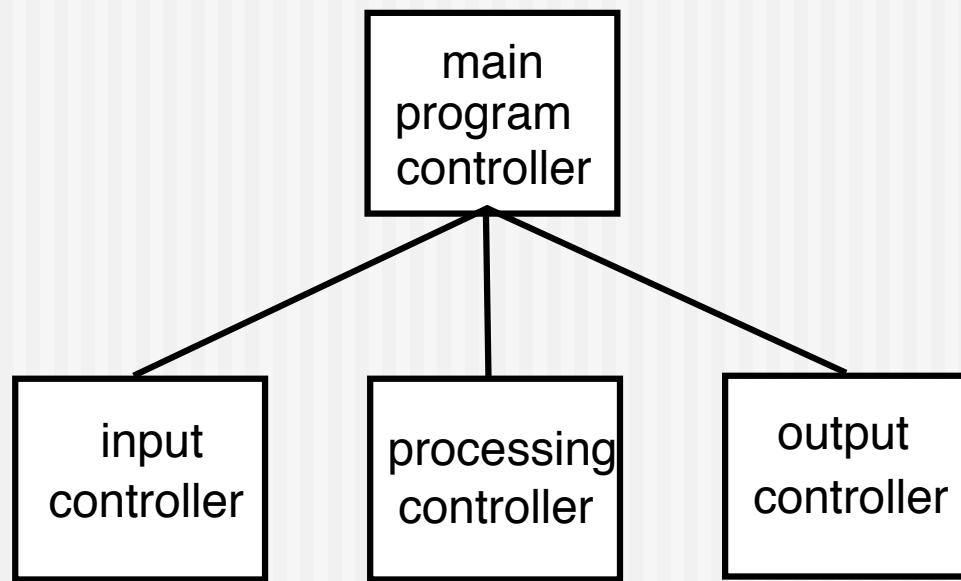 main
program
controller
input
controller
processing
controller
output
controller